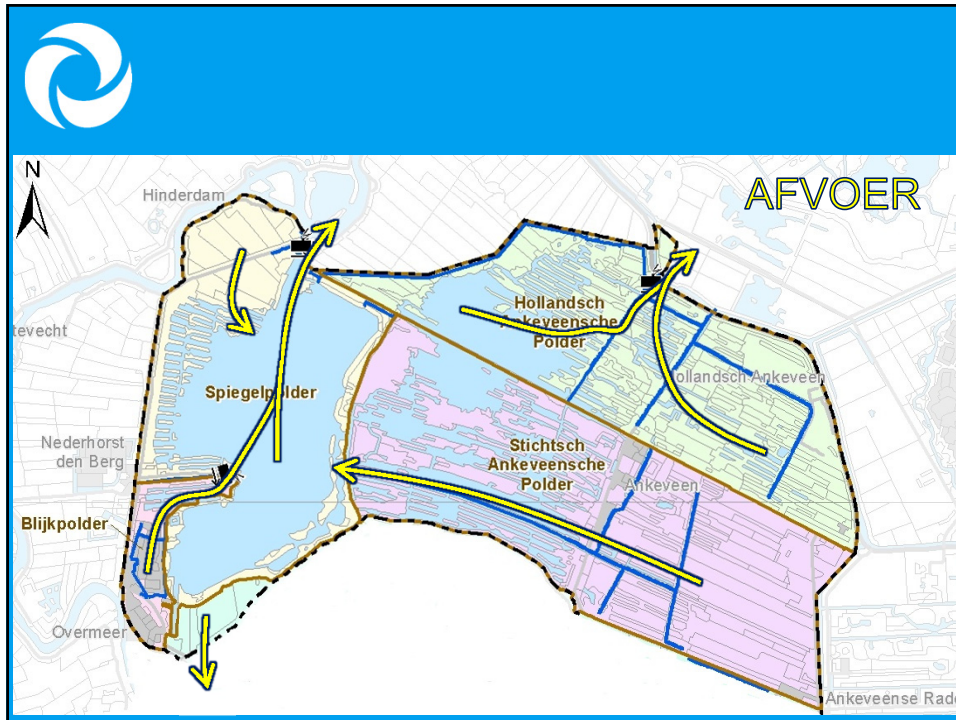 N
AFVOER
Hinderdam
Hollandsch
Ankeveensche
Polder
tevecht
Hollandsch Ankeveen
Spiegelpolder
Nederhorst
den Berg
Stichtsch
Ankeveensche
Polder
Ankeveen
Blijkpolder
Overmeer
Ankeveense Rade